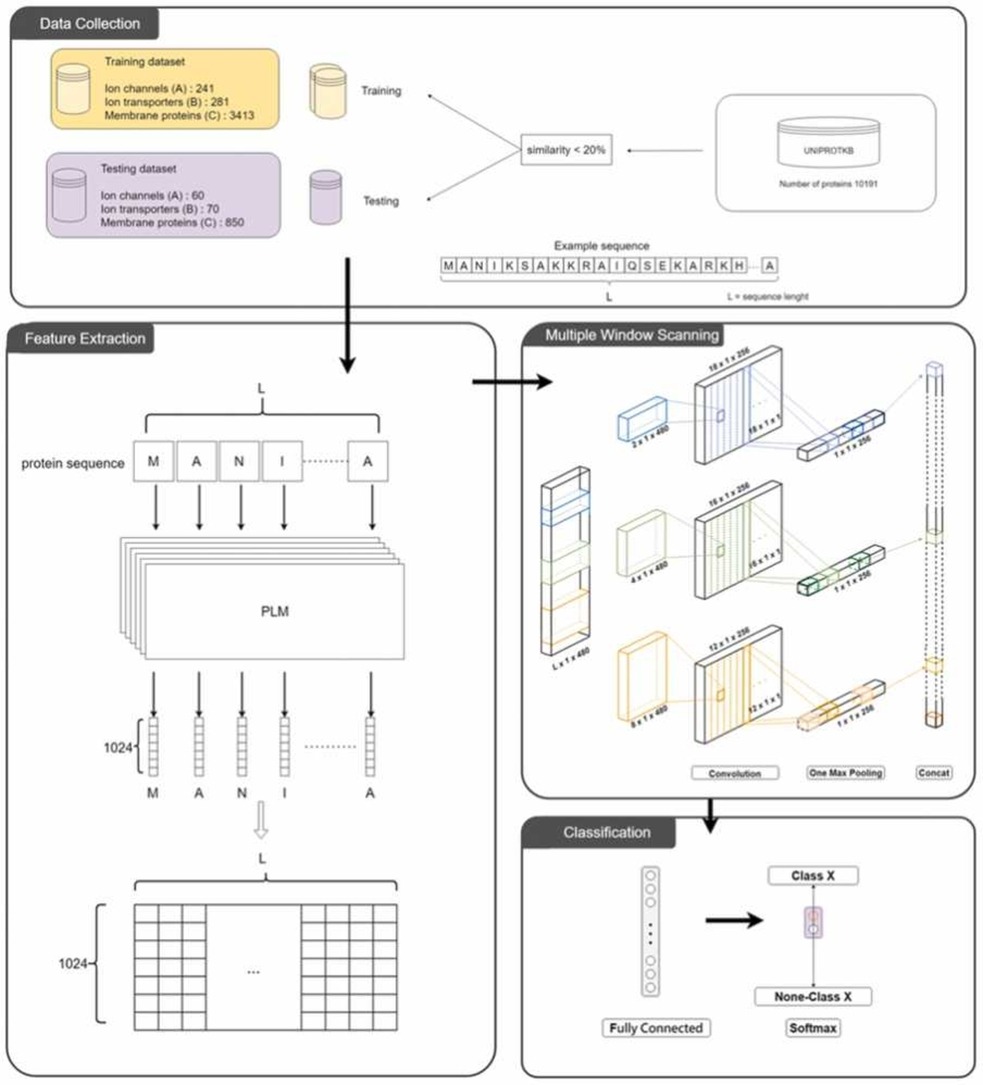 Data Collection
Training dataset
Ion channels (A) : 241
Ion transporters (B) : 281
Membrane proteins (C) : 3413
Training
Testing dataset
Ion channels (A) : 60
Ion transporters (B) : 70
Membrane proteins (C) : 850
Testing
similarity < 20%
UNIPROTKB
Number of proteins 10191
Example sequence
M A N I K S A K K R A I Q S E K A R K H ... A
L
L = sequence lenght
Feature Extraction
L
protein sequence
M A N I A
PLM
1024
M A N I A
L
1024
...
Multiple Window Scanning
L x 1 x 480
2 x 1 x 480
18 x 1 x 256
18 x 1 x 1
1 x 1 x 256
4 x 1 x 480
16 x 1 x 256
16 x 1 x 1
1 x 1 x 256
8 x 1 x 480
12 x 1 x 256
12 x 1 x 1
1 x 1 x 256
Convolution
One Max Pooling
Concat
Classification
Class X
None-Class X
Fully Connected
Softmax